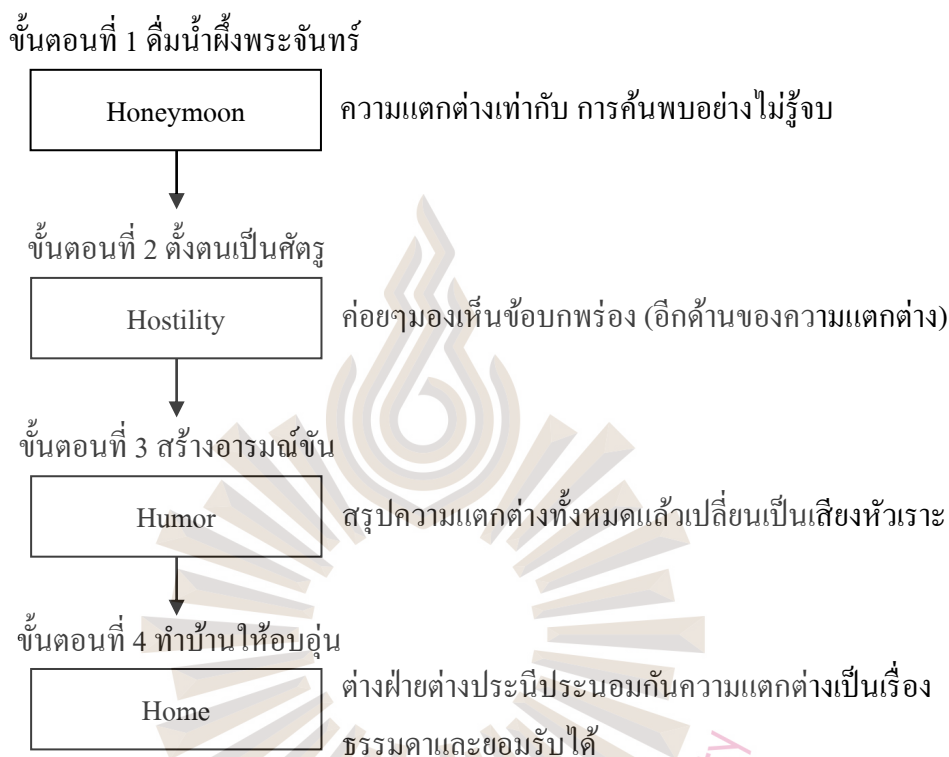 ขั้นตอนที่ 1 ดื่มน้ำผึ้งพระจันทร์
Honeymoon
ความแตกต่างเท่ากับ การค้นพบอย่างไม่รู้จบ
ขั้นตอนที่ 2 ตั้งตนเป็นศัตรู
Hostility
ค่อยๆมองเห็นข้อบกพร่อง (อีกด้านของความแตกต่าง)
ขั้นตอนที่ 3 สร้างอารมณ์ขัน
Humor
สรุปความแตกต่างทั้งหมดแล้วเปลี่ยนเป็นเสียงหัวเราะ
ขั้นตอนที่ 4 ทำบ้านให้อบอุ่น
Home
ต่างฝ่ายต่างประนีประนอมกันความแตกต่างเป็นเรื่อง
ธรรมดาและยอมรับได้